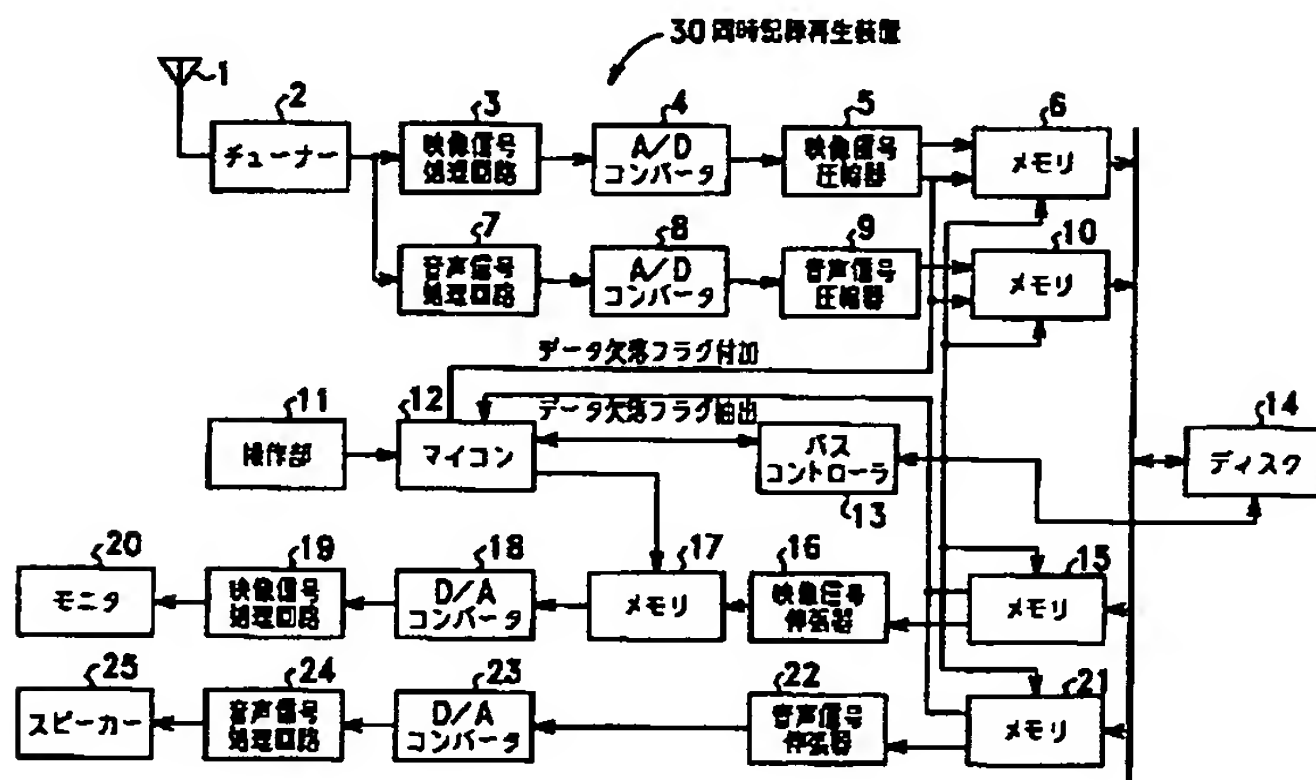 30 同時記録再生装置
1
2
チューナー
3
映像信号
処理回路
4
A/D
コンバータ
5
映像信号
圧縮器
6
メモリ
7
音声信号
処理回路
8
A/D
コンバータ
9
音声信号
圧縮器
10
メモリ
データ欠落フラグ付加
11
操作部
12
マイコン
データ欠落フラグ抽出
バス
コントローラ
13
14
ディスク
20
モニタ
19
映像信号
処理回路
18
D/A
コンバータ
17
メモリ
16
映像信号
伸張器
15
メモリ
25
スピーカー
24
音声信号
処理回路
23
D/A
コンバータ
22
音声信号
伸張器
21
メモリ